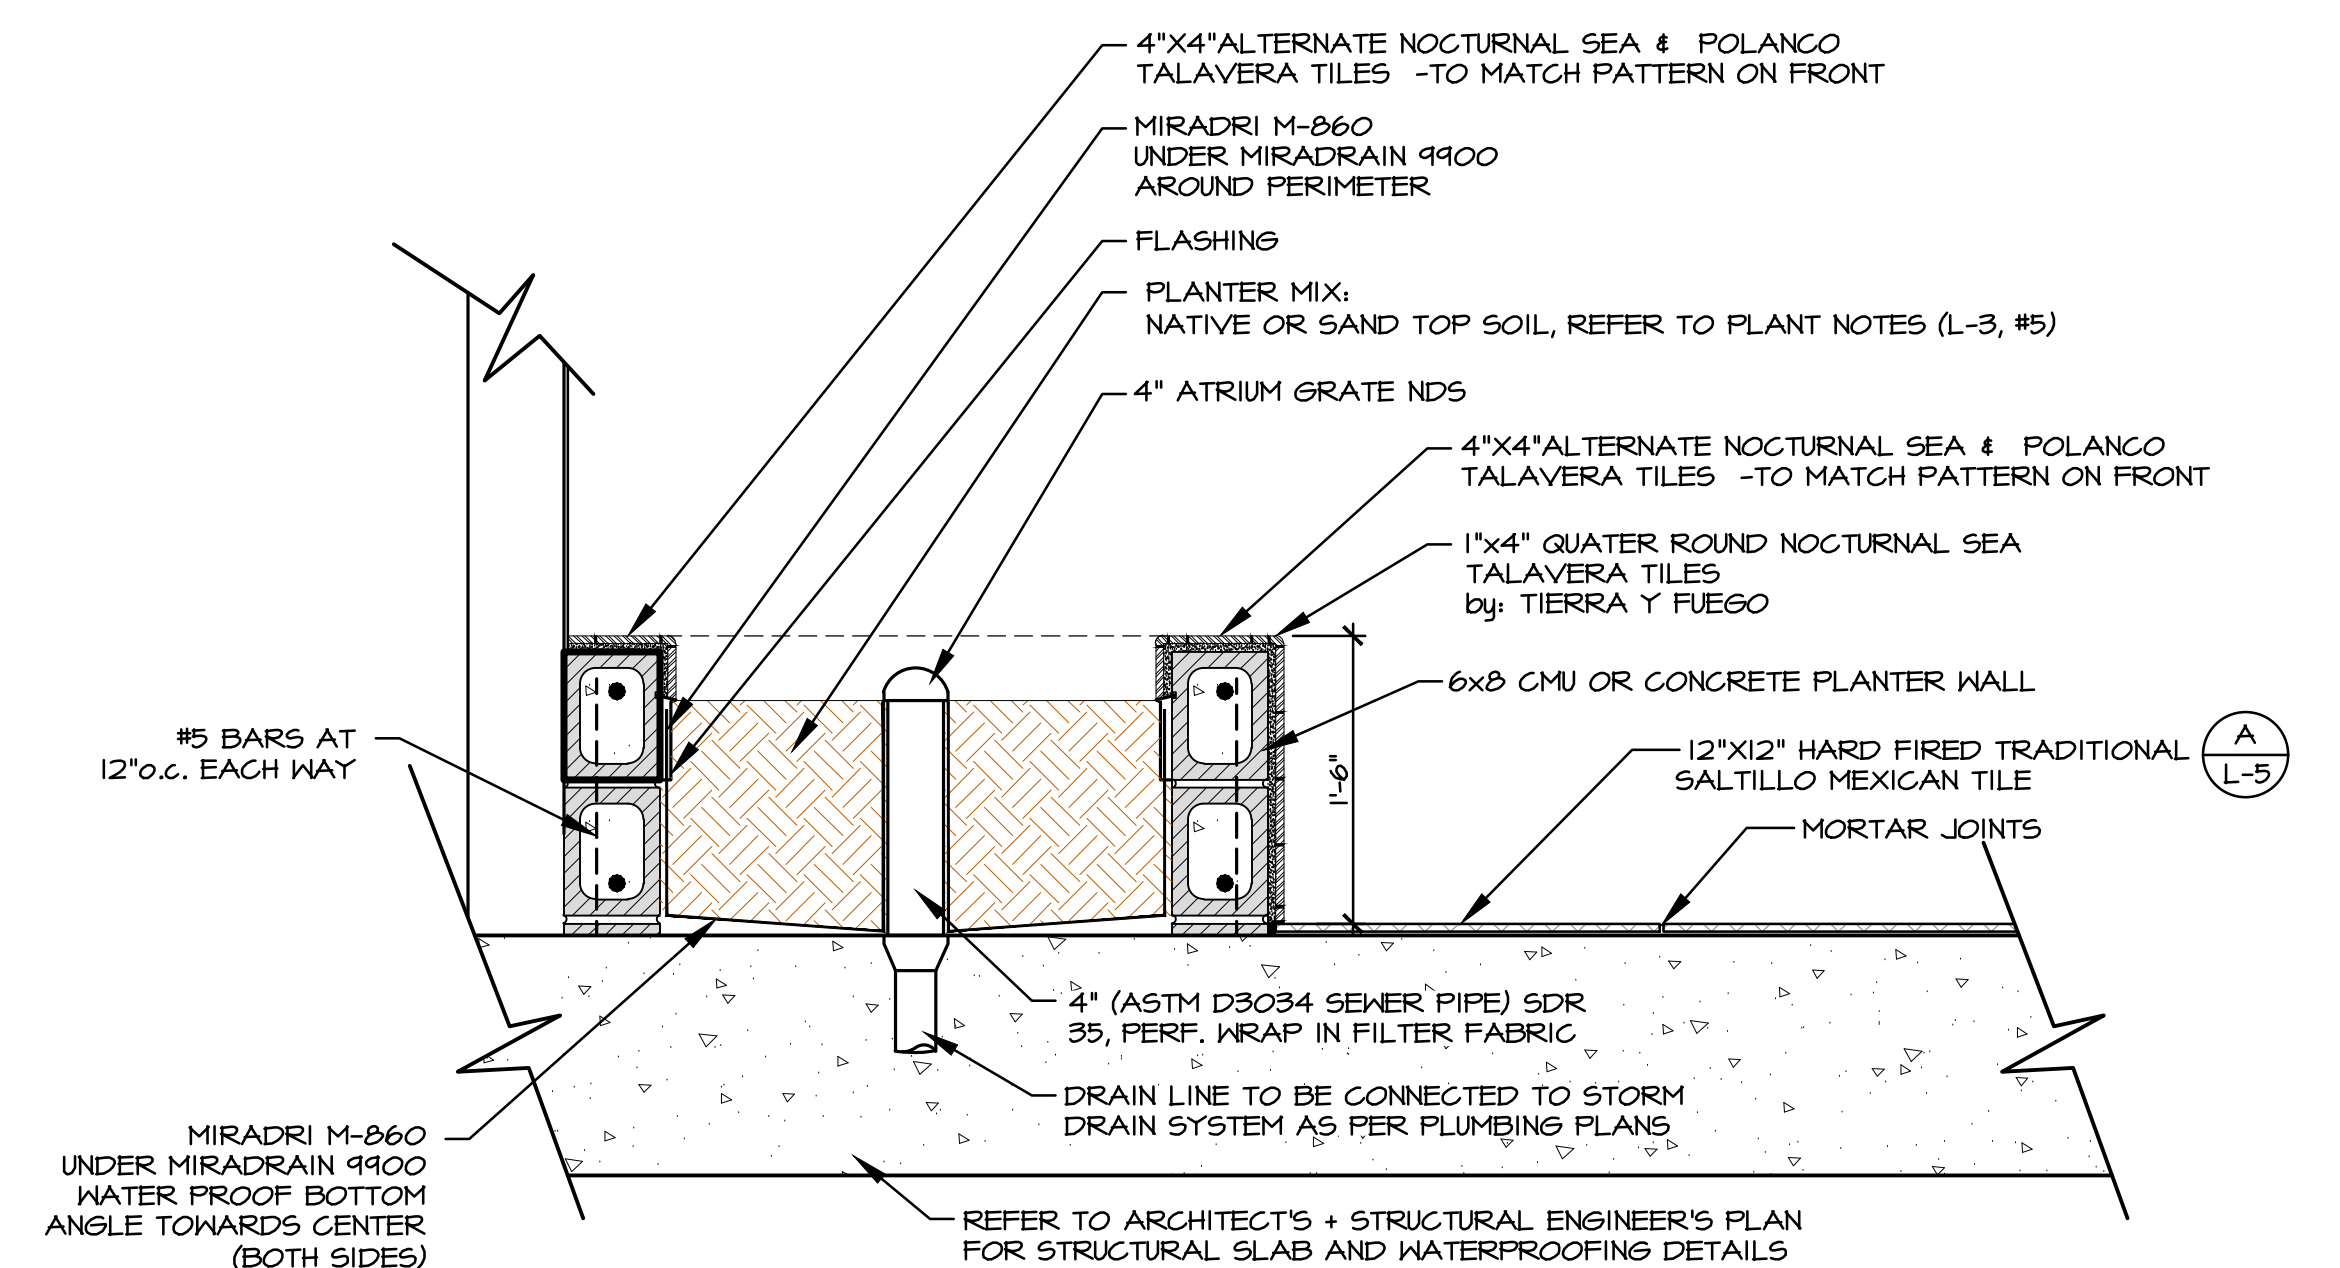 4"X4"ALTERNATE NOCTURNAL SEA & POLANCO
TALAVERA TILES -TO MATCH PATTERN ON FRONT
MIRADRI M-860
UNDER MIRADRAIN 9900
AROUND PERIMETER
FLASHING
PLANTER MIX:
NATIVE OR SAND TOP SOIL, REFER TO PLANT NOTES (L-3, #5)
4" ATRIUM GRATE NDS
4"X4"ALTERNATE NOCTURNAL SEA & POLANCO
TALAVERA TILES -TO MATCH PATTERN ON FRONT
1"x4" QUATER ROUND NOCTURNAL SEA
TALAVERA TILES
by: TIERRA Y FUEGO
6x8 CMU OR CONCRETE PLANTER WALL
12"X12" HARD FIRED TRADITIONAL
SALTILLO MEXICAN TILE
A
L-5
MORTAR JOINTS
1'-6"
#5 BARS AT
12"o.c. EACH WAY
4" (ASTM D3034 SEWER PIPE) SDR
35, PERF. WRAP IN FILTER FABRIC
DRAIN LINE TO BE CONNECTED TO STORM
DRAIN SYSTEM AS PER PLUMBING PLANS
MIRADRI M-860
UNDER MIRADRAIN 9900
WATER PROOF BOTTOM
ANGLE TOWARDS CENTER
(BOTH SIDES)
REFER TO ARCHITECT'S + STRUCTURAL ENGINEER'S PLAN
FOR STRUCTURAL SLAB AND WATERPROOFING DETAILS